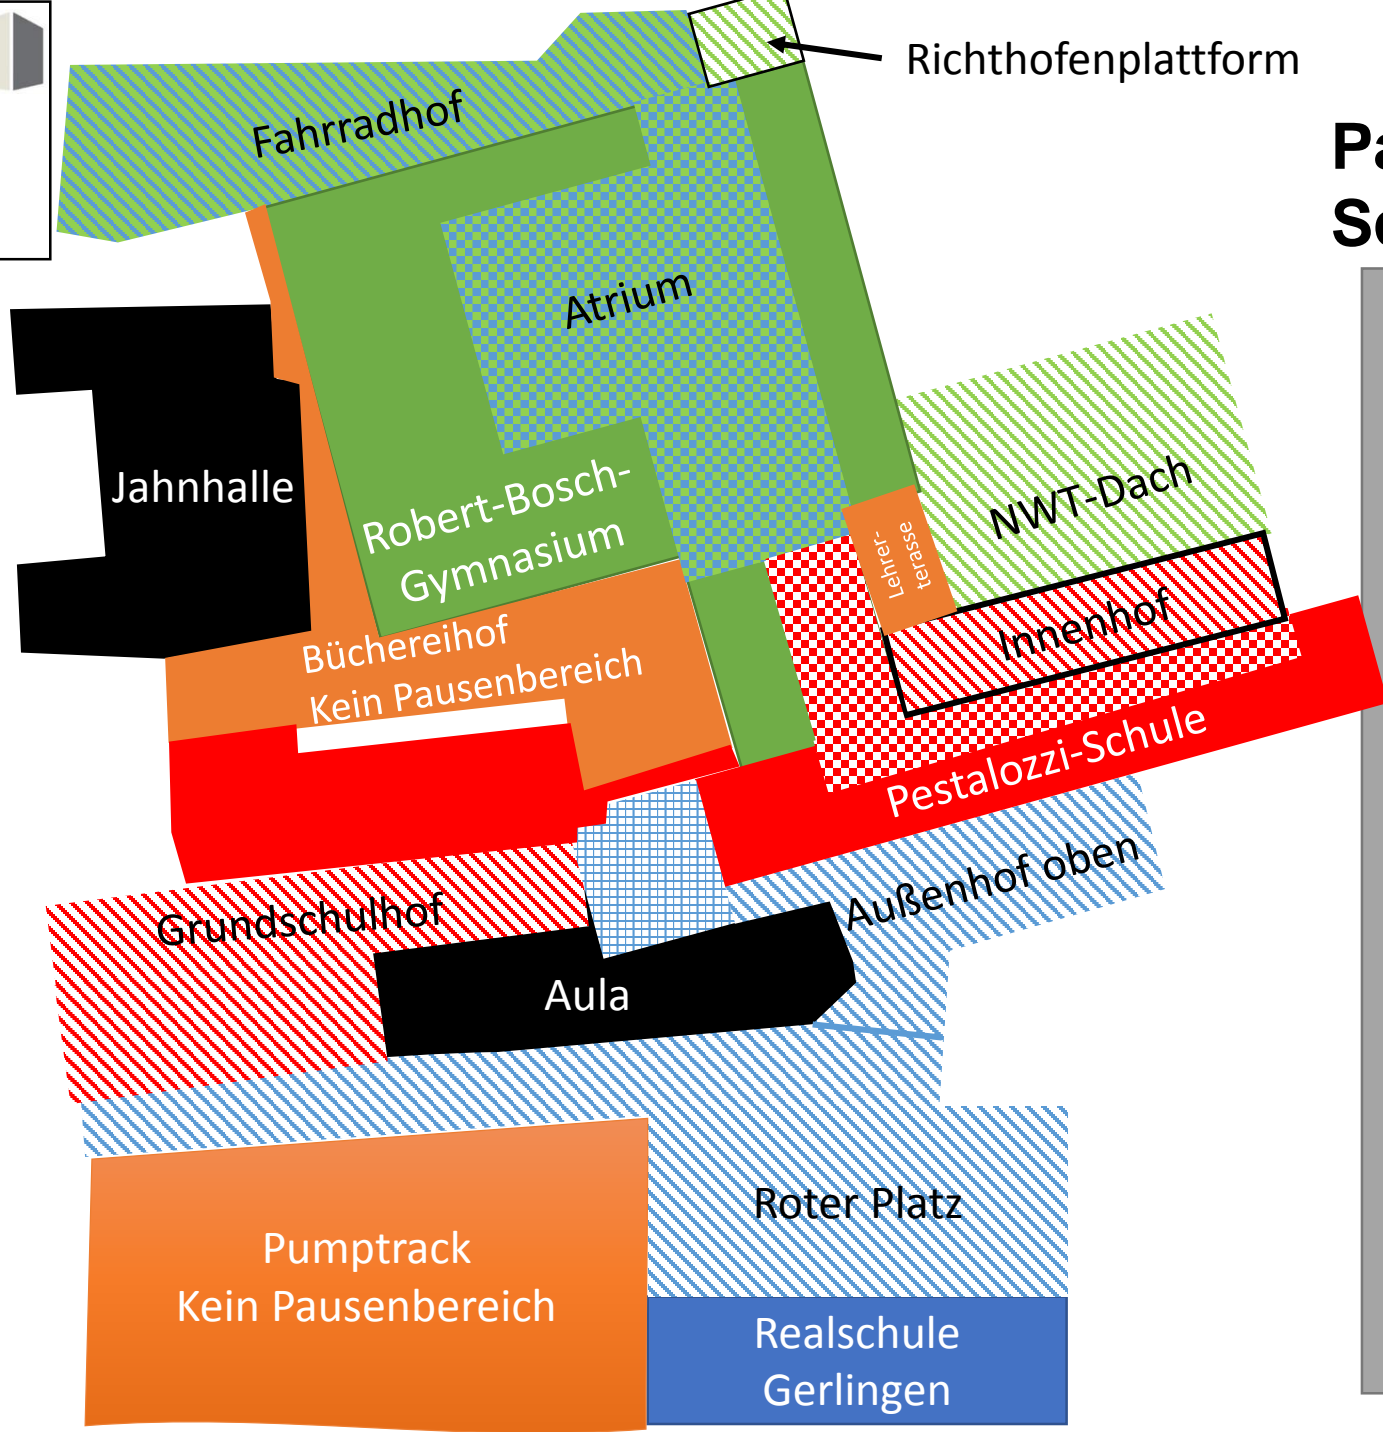 Richthofenplattform
Fahrradhof
Atrium
Jahnhalle
Robert-Bosch-
Gymnasium
NWT-Dach
Lehrer-
terasse
Innenhof
Büchereihof
Kein Pausenbereich
Pestalozzi-Schule
Außenhof oben
Grundschulhof
Aula
Roter Platz
Pumptrack
Kein Pausenbereich
Realschule
Gerlingen